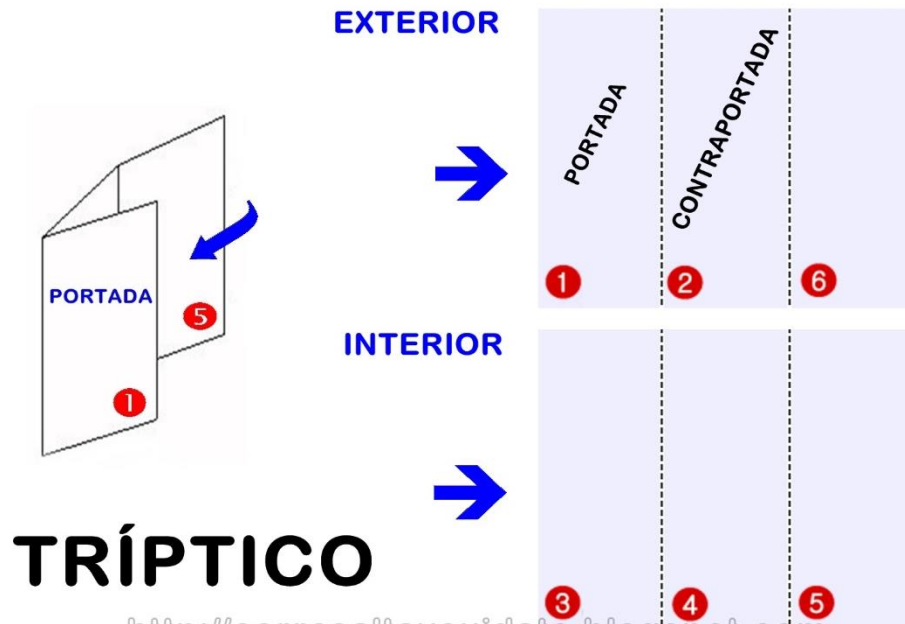 EXTERIOR
PORTADA
CONTRAPORTADA
1 2 6
PORTADA
5
1
INTERIOR
3 4 5
TRÍPTICO